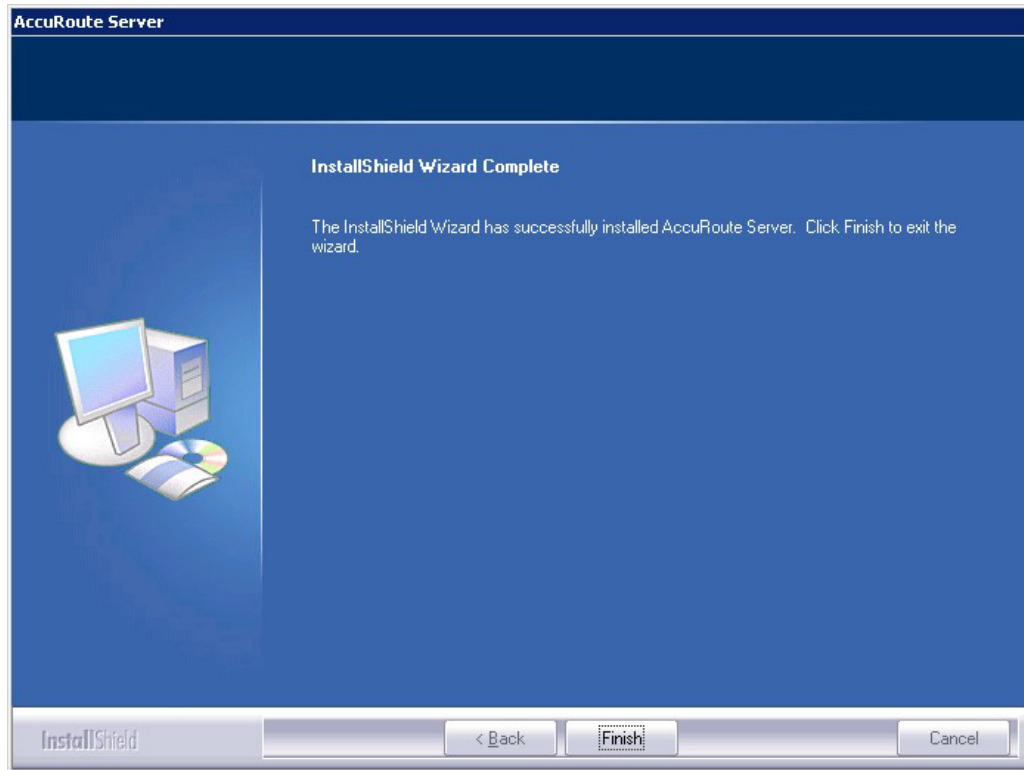 AccuRoute Server
InstallShield Wizard Complete
The InstallShield Wizard has successfully installed AccuRoute Server. Click Finish to exit the
wizard.
InstallShield
< Back
Finish
Cancel